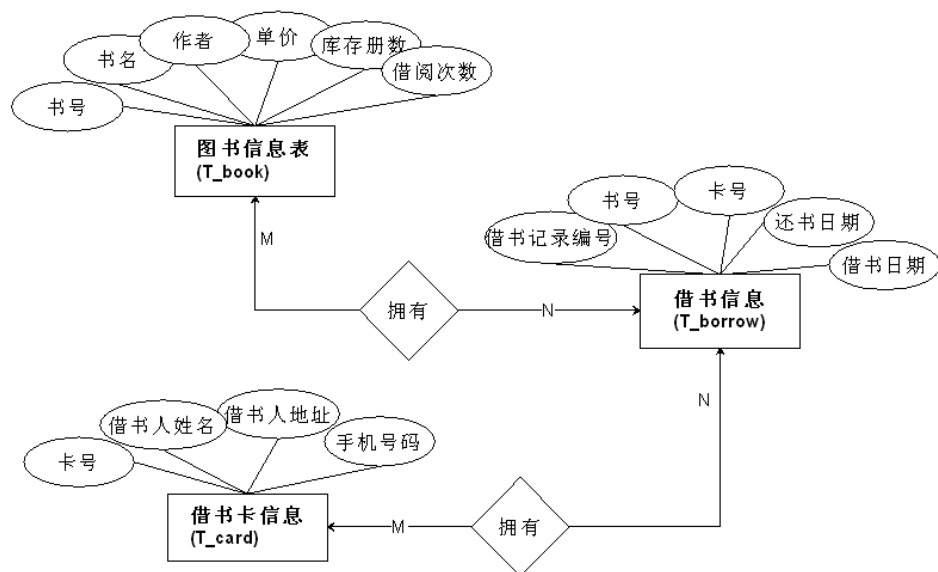 书号
书名
作者
单价
库存册数
借阅次数
图书信息表
(T_book)
M
借书记录编号
书号
卡号
还书日期
借书日期
借书信息
(T_borrow)
拥有
N
N
卡号
借书人姓名
借书人地址
手机号码
借书卡信息
(T_card)
M
拥有